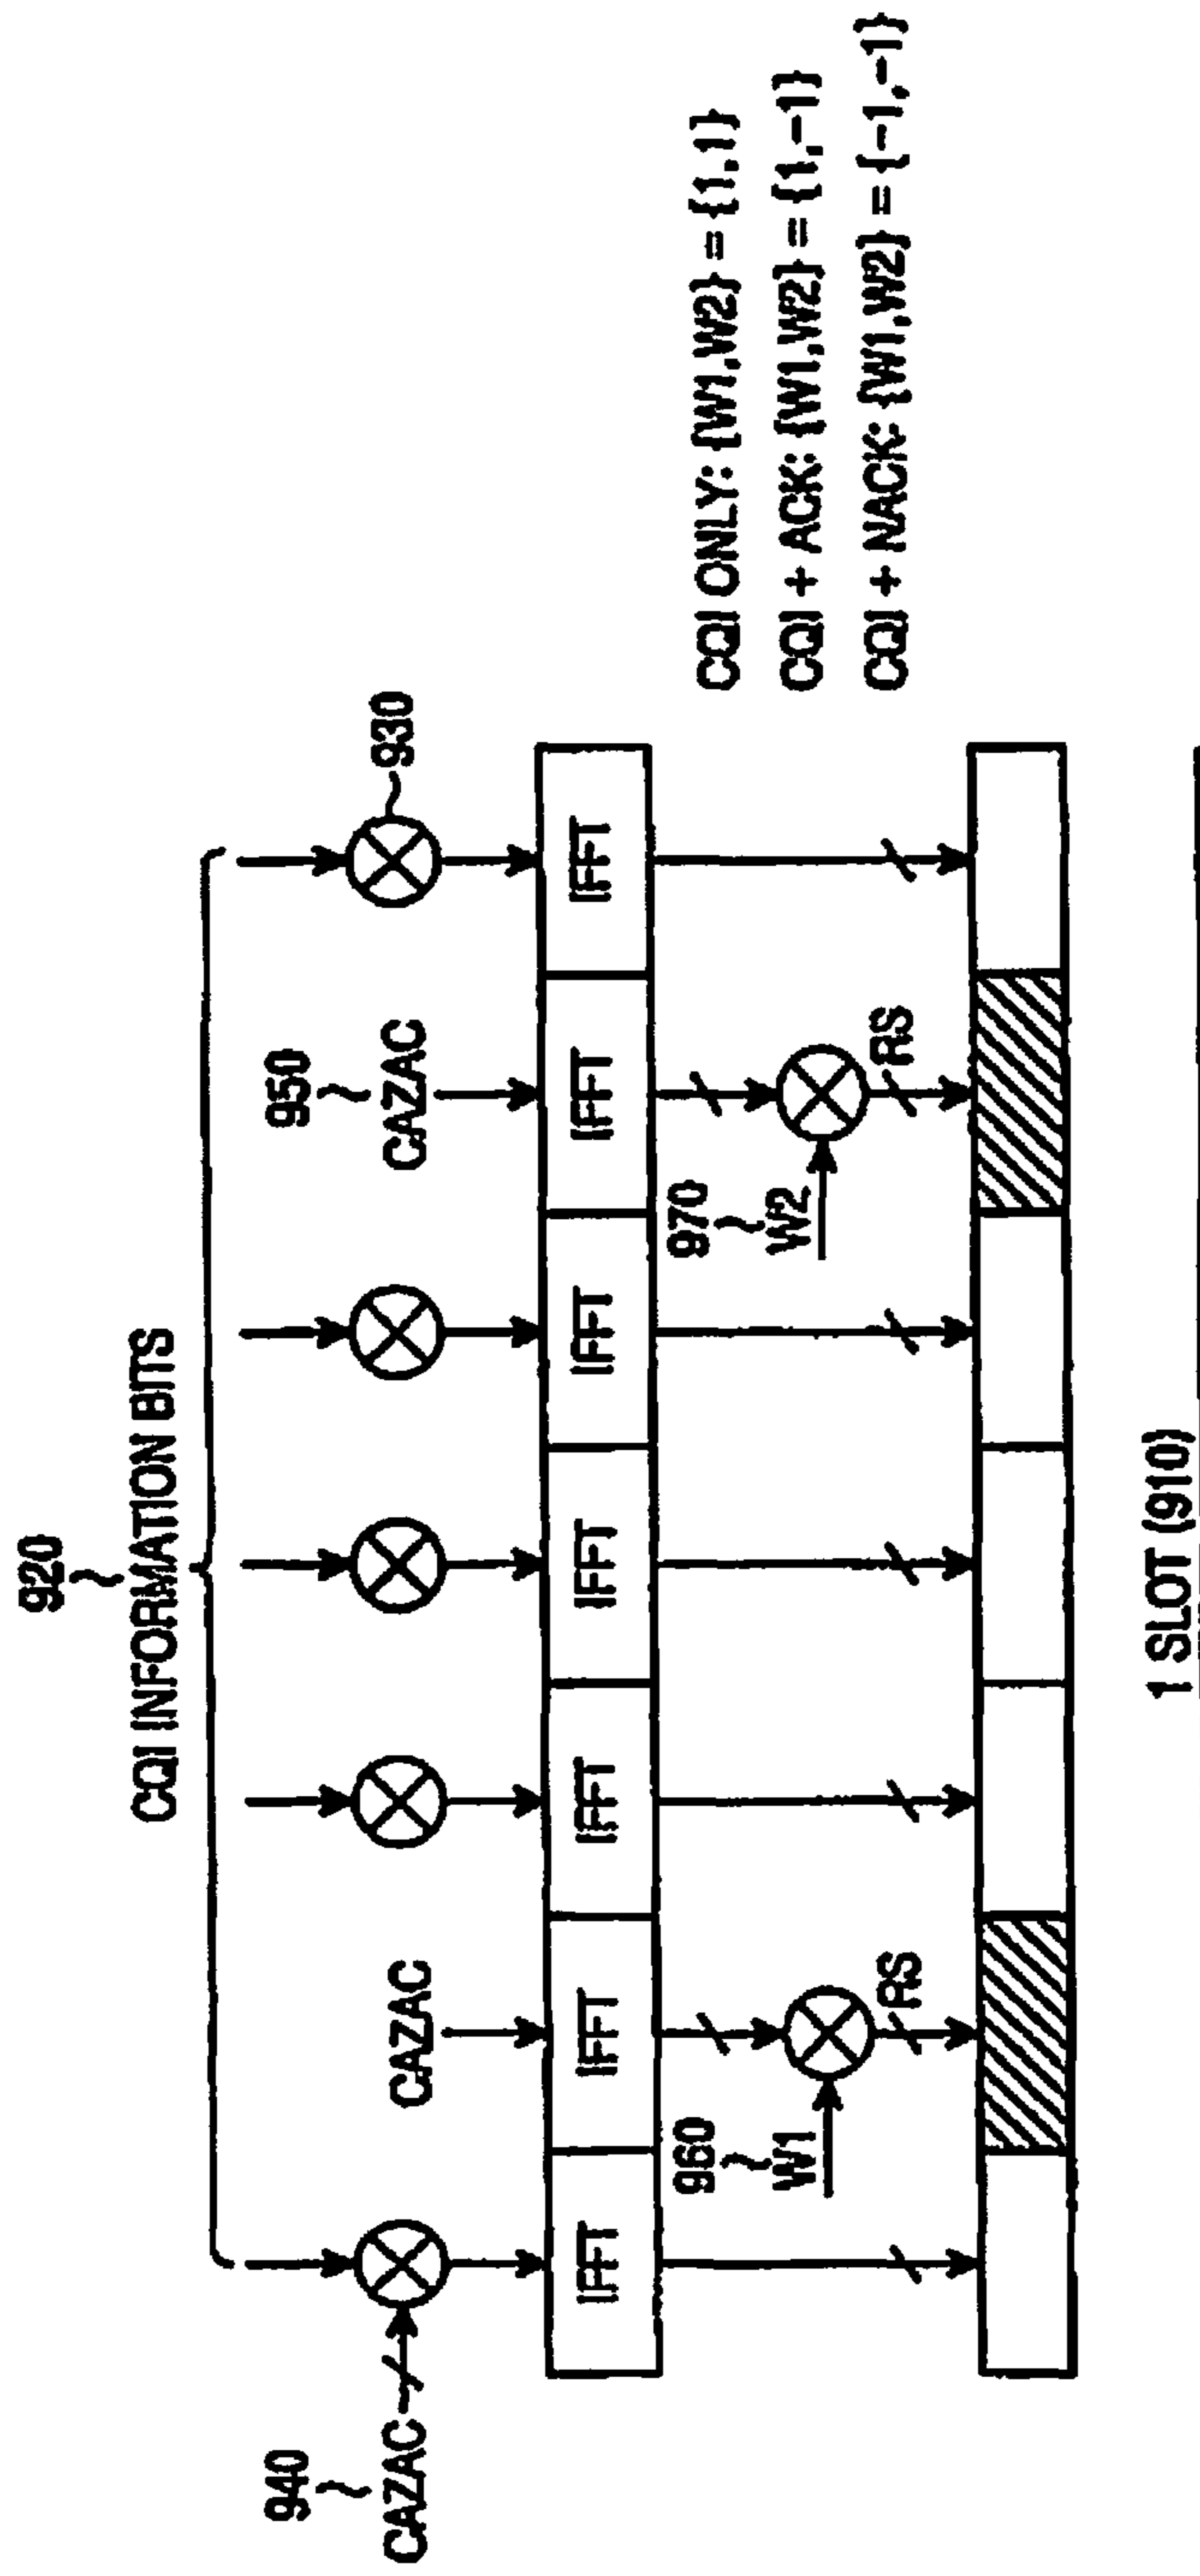 920
CQI INFORMATION BITS
940
CAZAC
CAZAC
950
CAZAC
930
IFFT IFFT IFFT IFFT IFFT IFFT IFFT
960
W1
RS
970
W2
RS
CQI ONLY: {W1,W2} = {1,1}
CQI + ACK: {W1,W2} = {1,-1}
CQI + NACK: {W1,W2} = {-1,-1}
1 SLOT (910)